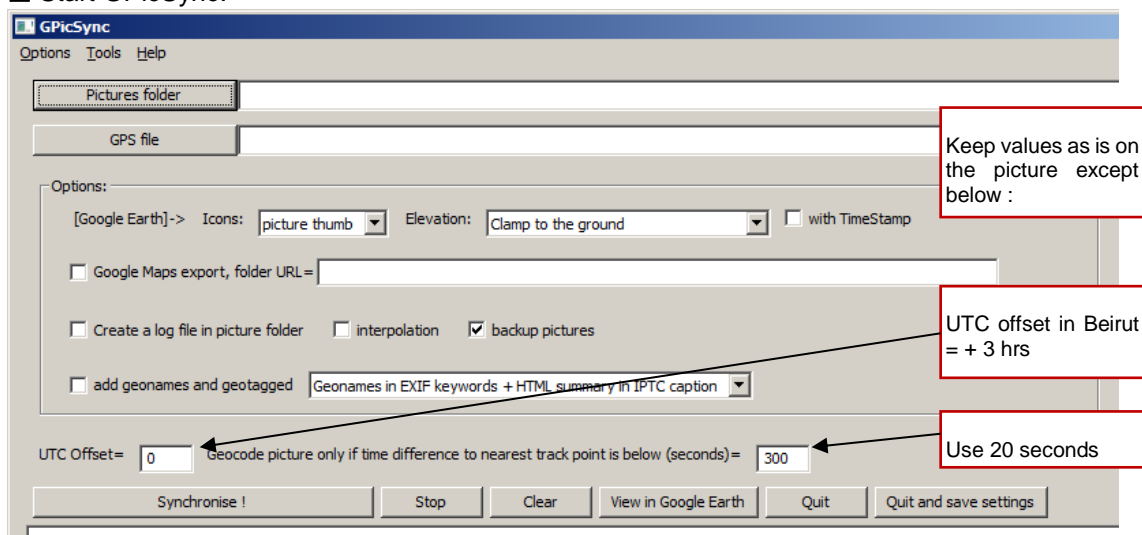 Start GPicSync.
GPicSync
Options Tools Help
Pictures folder
GPS file
Keep values as is on
the picture except
below :
Options:
[Google Earth]-> Icons: picture thumb Elevation: Clamp to the ground with TimeStamp
Google Maps export, folder URL=
UTC offset in Beirut
= + 3 hrs
Create a log file in picture folder interpolation backup pictures
add geonames and geotagged Geonames in EXIF keywords + HTML summary in IPTC caption
Use 20 seconds
UTC Offset= 0 Geocode picture only if time difference to nearest track point is below (seconds)= 300
Synchronise ! Stop Clear View in Google Earth Quit Quit and save settings